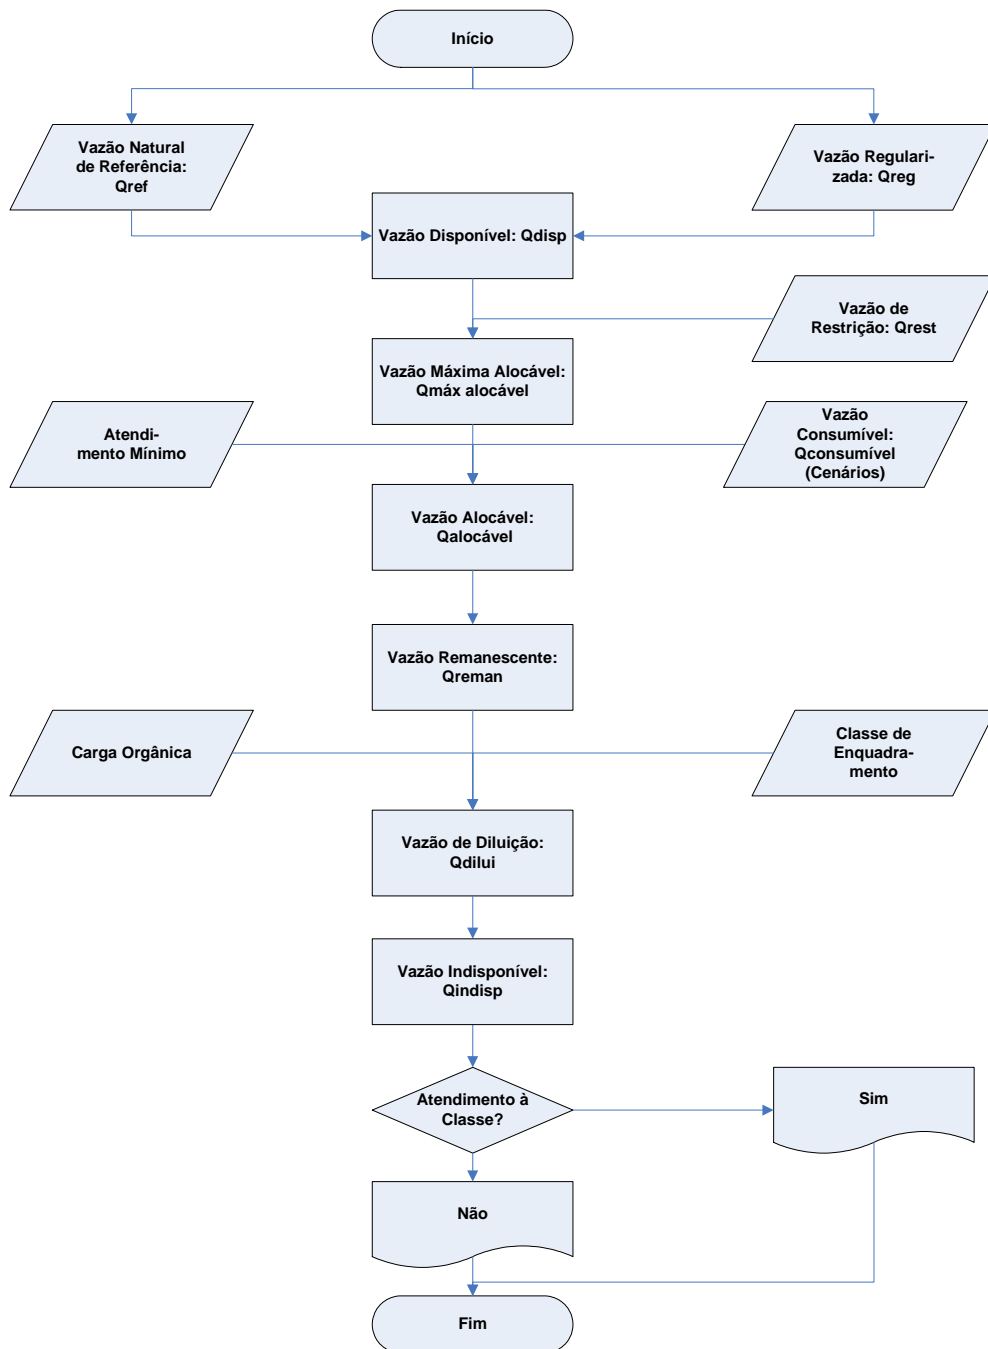 Início
Vazão Natural
de Referência:
Qref
Vazão Regulari-
zada: Qreg
Vazão Disponível: Qdisp
Vazão de
Restrição: Qrest
Vazão Máxima Alocável:
Qmáx alocável
Atendi-
mento Mínimo
Vazão
Consumível:
Qconsumível
(Cenários)
Vazão Alocável:
Qalocável
Vazão Remanescente:
Qreman
Carga Orgânica
Classe de
Enquadra-
mento
Vazão de Diluição:
Qdilui
Vazão Indisponível:
Qindisp
Atendimento à
Classe?
Sim
Não
Fim